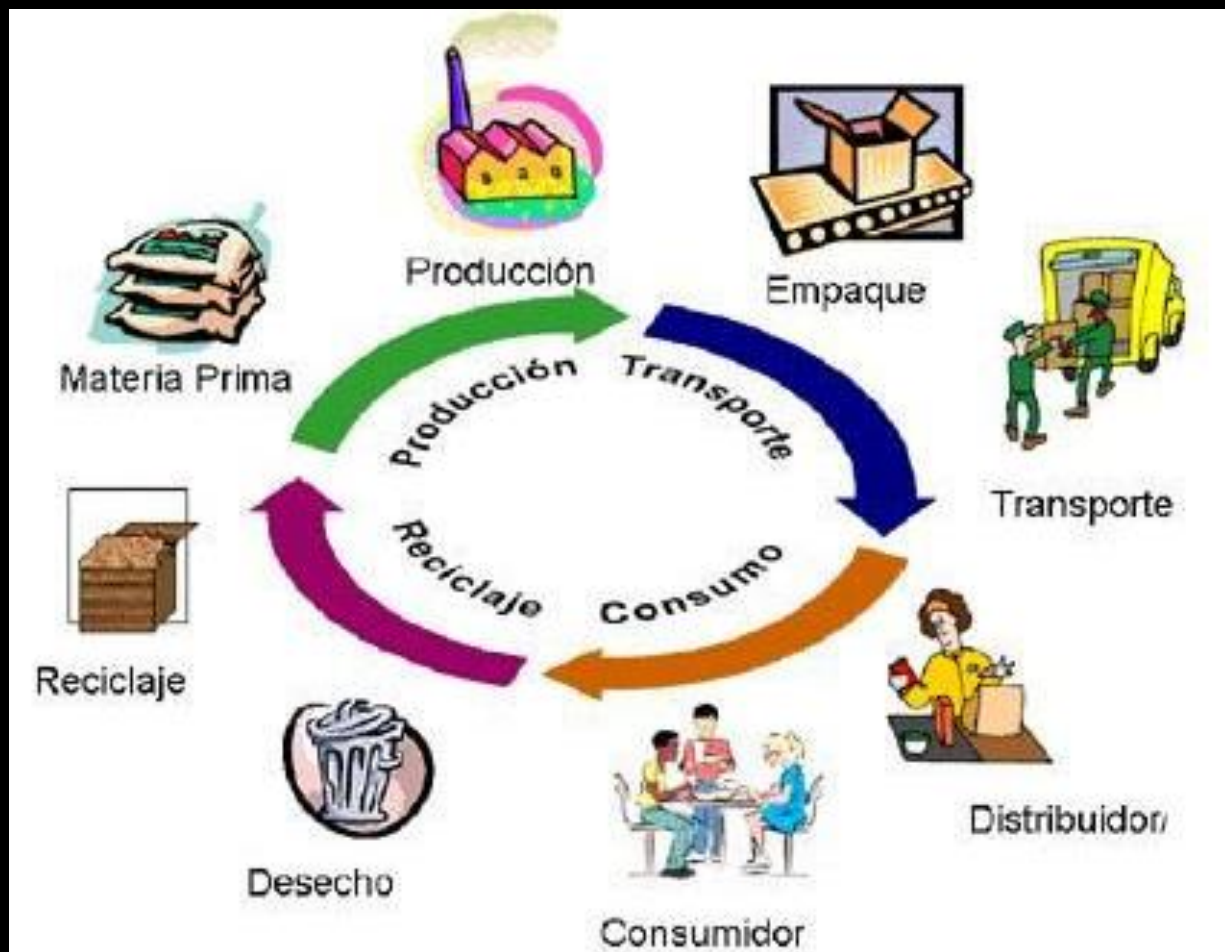 Producción
Empaque
Materia Prima
Producción
Transporte
Transporte
Reciclaje
Consumo
Reciclaje
Distribuidor/
Desecho
Consumidor